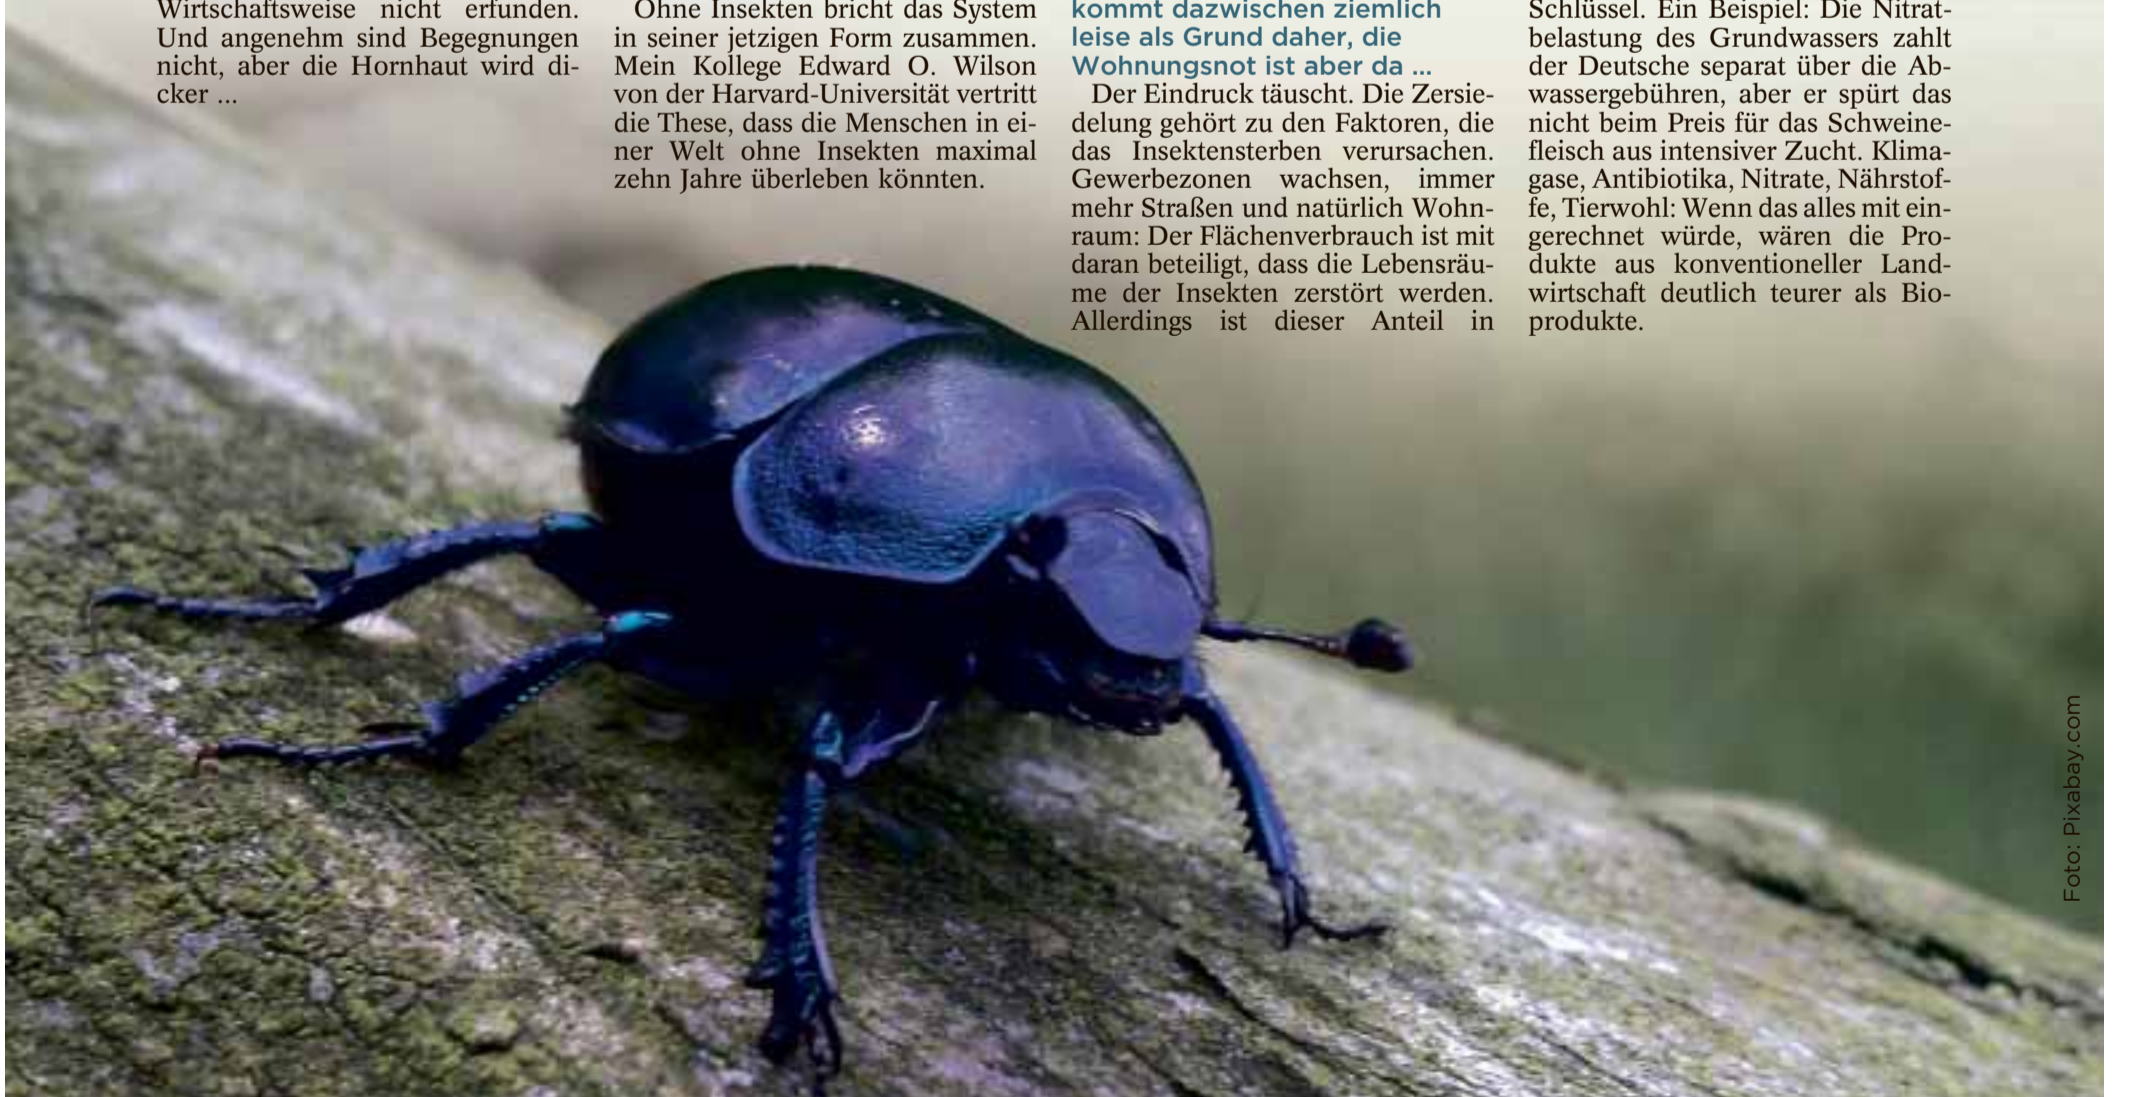 Wirtschaftsweise nicht erfunden.
Und angenehm sind Begegnungen
nicht, aber die Hornhaut wird di-
cker ...
Ohne Insekten bricht das System
in seiner jetzigen Form zusammen.
Mein Kollege Edward O. Wilson
von der Harvard-Universität vertritt
die These, dass die Menschen in ei-
ner Welt ohne Insekten maximal
zehn Jahre überleben könnten.
kommt dazwischen ziemlich
leise als Grund daher, die
Wohnungsnot ist aber da ...
Der Eindruck täuscht. Die Zersie-
delung gehört zu den Faktoren, die
das Insektensterben verursachen.
Gewerbezonen wachsen, immer
mehr Straßen und natürlich Wohn-
raum: Der Flächenverbrauch ist mit
daran beteiligt, dass die Lebensräu-
me der Insekten zerstört werden.
Allerdings ist dieser Anteil in
Schlüssel. Ein Beispiel: Die Nitrat-
belastung des Grundwassers zahlt
der Deutsche separat über die Ab-
wassergebühren, aber er spürt das
nicht beim Preis für das Schweine-
fleisch aus intensiver Zucht. Klima-
gase, Antibiotika, Nitrate, Nährstof-
fe, Tierwohl: Wenn das alles mit ein-
gerechnet würde, wären die Pro-
dukte aus konventioneller Land-
wirtschaft deutlich teurer als Bio-
produkte.
Foto: Pixabay.com